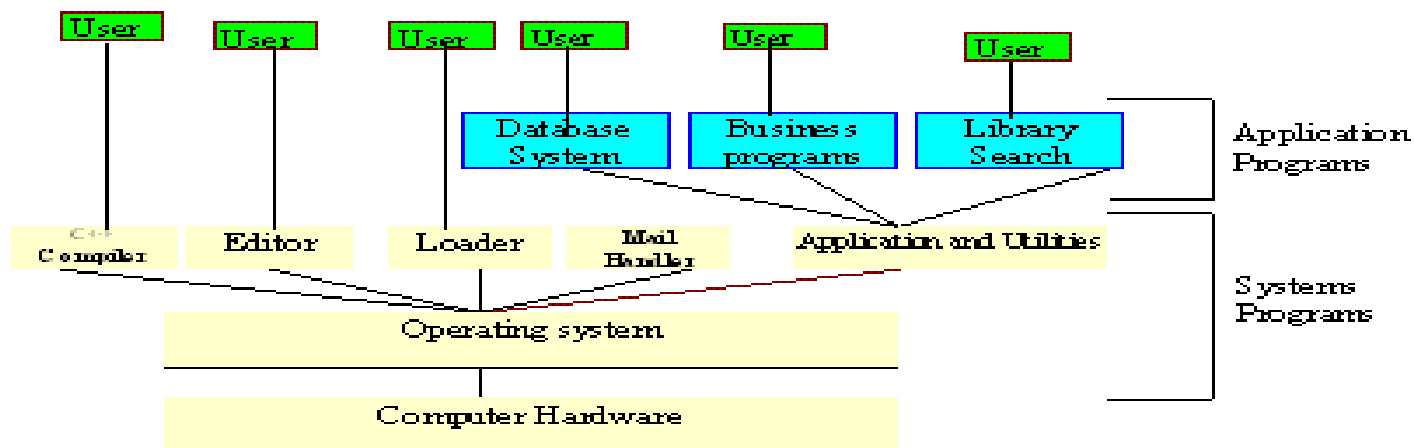 User
User
User
User
User
User
Database
System
Business
programs
Library
Search
Application
Programs
C++
Compiler
Editor
Loader
Mail
Handler
Application and Utilities
Systems
Programs
Operating system
Computer Hardware